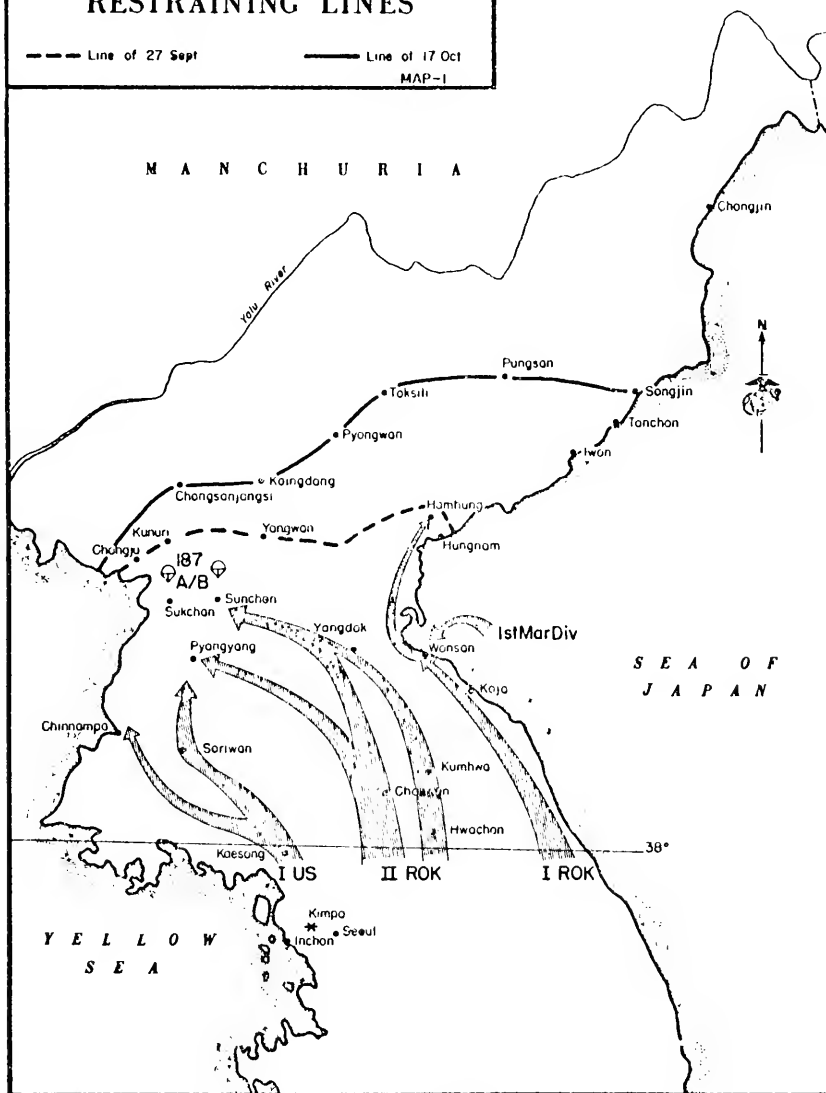 RESTRAINING LINES
Line of 27 Sept
Line of 17 Oct
MAP-1
MANCHURIA
Chongjin
Yalu River
N
Pungsan
Toksili
Songjin
Tanchon
Pyongwan
Iwon
Koingdong
Chongsanjangsi
Hamhung
Kunuri
Yongwan
Hungnam
Chongju
187
A/B
Sukchon
Sunchon
1stMarDiv
Yangdok
Wonsan
Pyongyang
SEA OF
JAPAN
Kojo
Chinnampo
Sariwon
Kumhwa
Hwachon
38°
Kaesong
I US
II ROK
I ROK
Kimpo
Seoul
Inchon
YELLOW
SEA